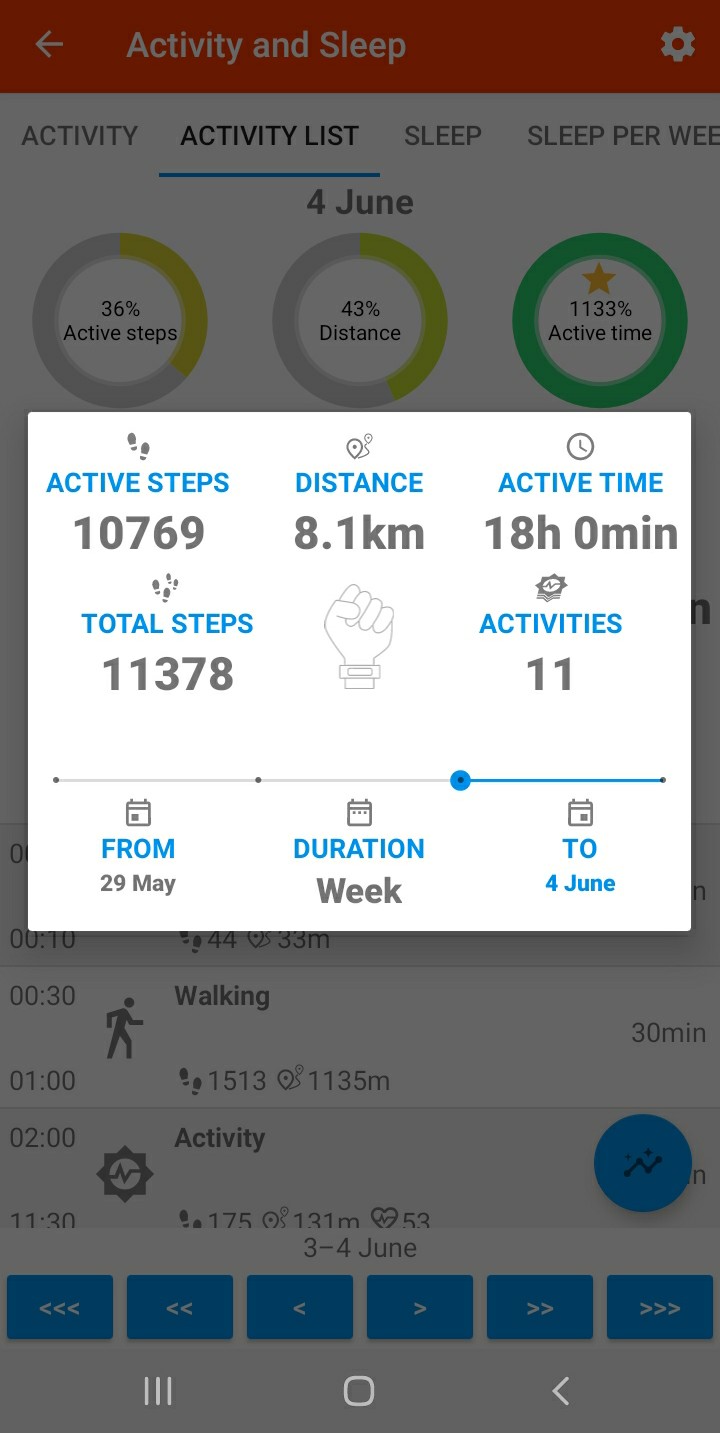 Activity and Sleep
ACTIVITY ACTIVITY LIST SLEEP SLEEP PER WEE
4 June
36% 43% 1133%
Active steps Distance Active time
ACTIVE STEPS DISTANCE ACTIVE TIME
10769 8.1km 18h 0min
TOTAL STEPS ACTIVITIES
11378 11
n
FROM DURATION TO
29 May Week 4 June
n
00:10 44 33m
00:30 Walking
30min
01:00 1513 1135m
02:00 Activity
n
11:30 175 131m 53
3–4 June
<<< << < > >> >>>